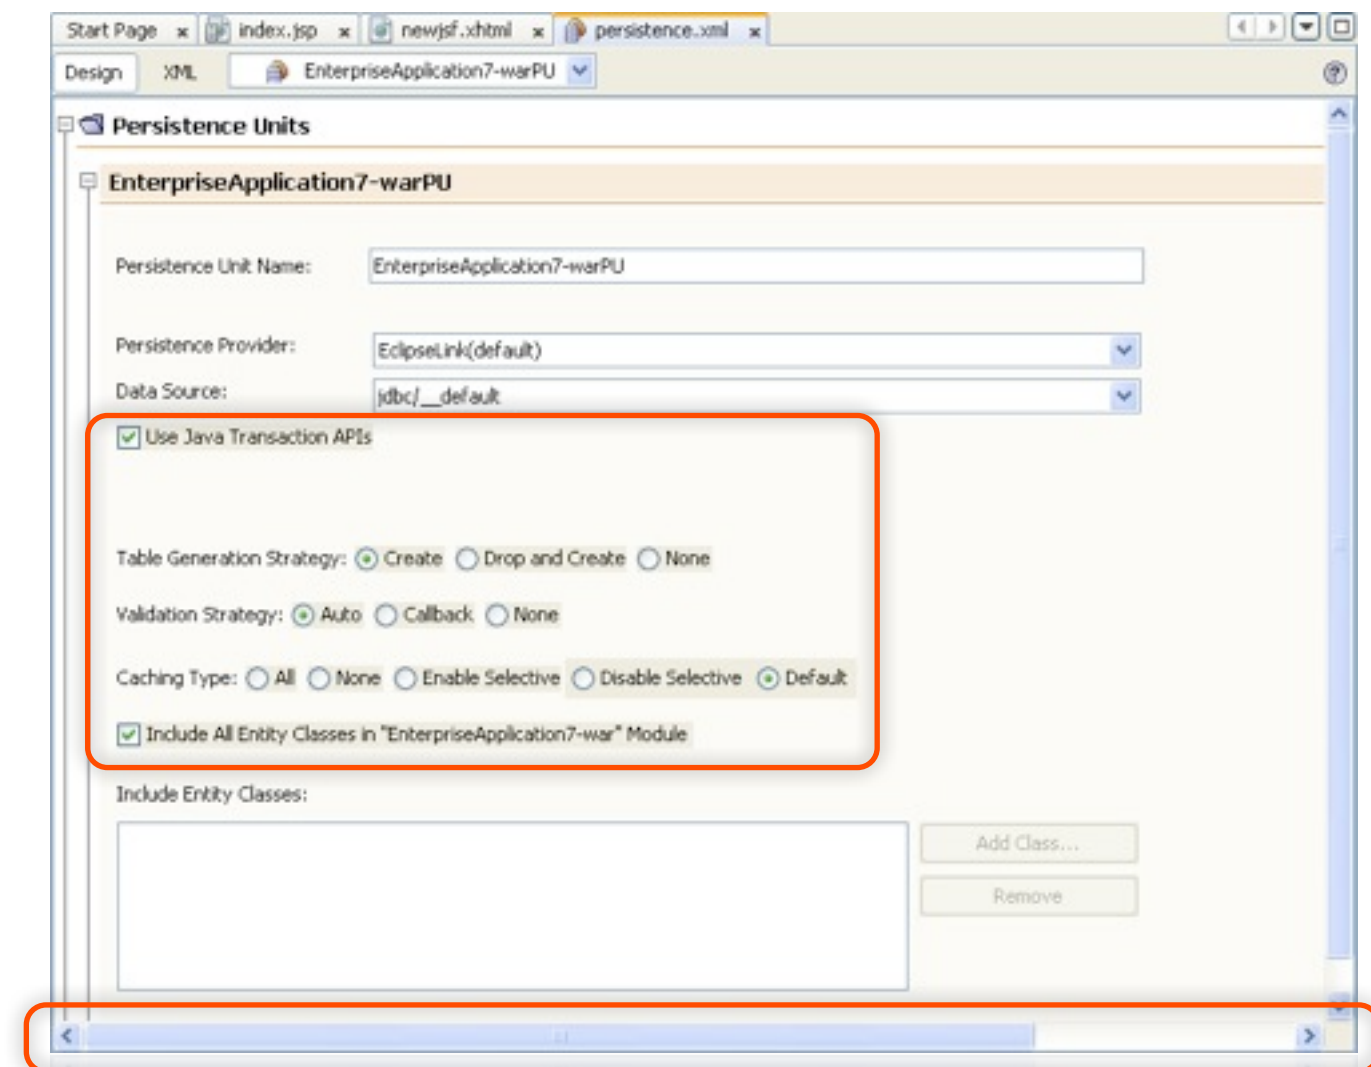 Start Page index.jsp newjsf.xhtml persistence.xml
Design XML EnterpriseApplication7-warPU
Persistence Units
EnterpriseApplication7-warPU
Persistence Unit Name: EnterpriseApplication7-warPU
Persistence Provider: EclipseLink(default)
Data Source: jdbc/__default
Use Java Transaction APIs
Table Generation Strategy: Create Drop and Create None
Validation Strategy: Auto Callback None
Caching Type: All None Enable Selective Disable Selective Default
Include All Entity Classes in "EnterpriseApplication7-war" Module
Include Entity Classes:
Add Class...
Remove